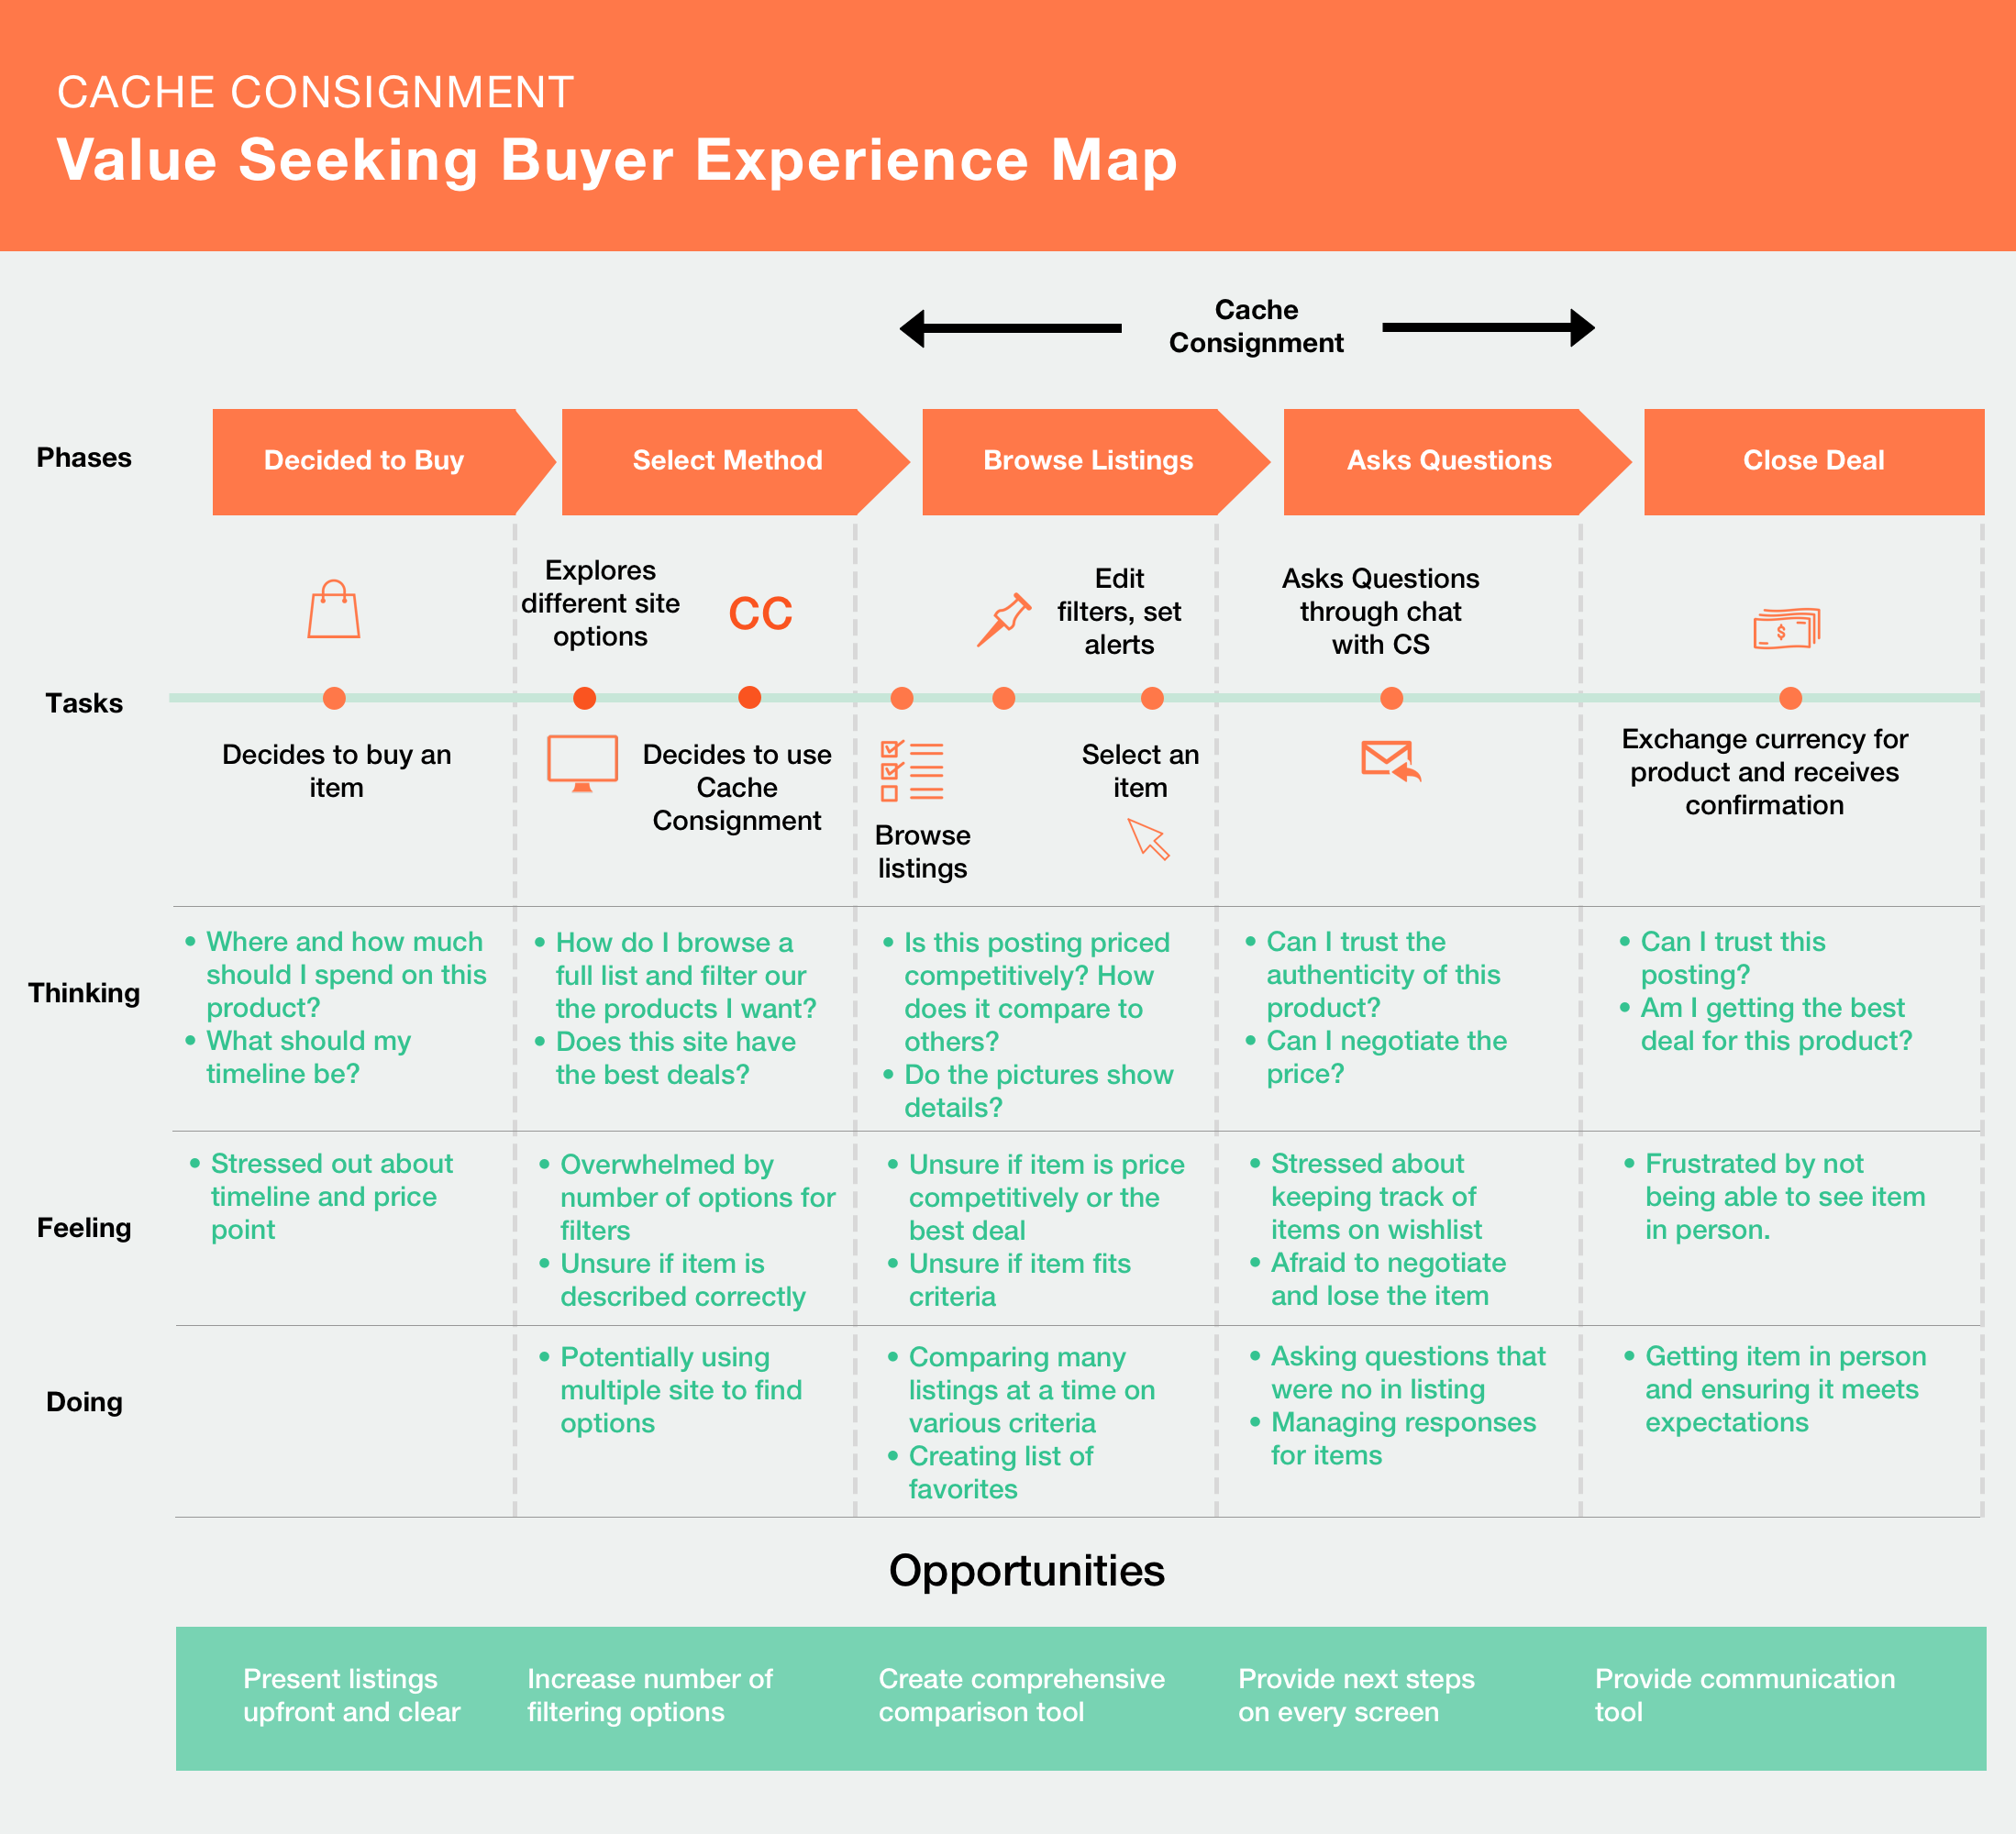 CACHE CONSIGNMENT
Value Seeking Buyer Experience Map
Cache
Consignment
Phases
Decided to Buy
Select Method
Browse Listings
Asks Questions
Close Deal
Tasks
Decides to buy an
item
Explores
different site
options
CC
Decides to use
Cache
Consignment
Browse
listings
Edit
filters, set
alerts
Select an
item
Asks Questions
through chat
with CS
$
Exchange currency for
product and receives
confirmation
Thinking
• Where and how much
should I spend on this
product?
• What should my
timeline be?
• How do I browse a
full list and filter our
the products I want?
• Does this site have
the best deals?
• Is this posting priced
competitively? How
does it compare to
others?
• Do the pictures show
details?
• Can I trust the
authenticity of this
product?
• Can I negotiate the
price?
• Can I trust this
posting?
• Am I getting the best
deal for this product?
Feeling
• Stressed out about
timeline and price
point
• Overwhelmed by
number of options for
filters
• Unsure if item is
described correctly
• Unsure if item is price
competitively or the
best deal
• Unsure if item fits
criteria
• Stressed about
keeping track of
items on wishlist
• Afraid to negotiate
and lose the item
• Frustrated by not
being able to see item
in person.
Doing
• Potentially using
multiple site to find
options
• Comparing many
listings at a time on
various criteria
• Creating list of
favorites
• Asking questions that
were no in listing
• Managing responses
for items
• Getting item in person
and ensuring it meets
expectations
Opportunities
Present listings
upfront and clear
Increase number of
filtering options
Create comprehensive
comparison tool
Provide next steps
on every screen
Provide communication
tool